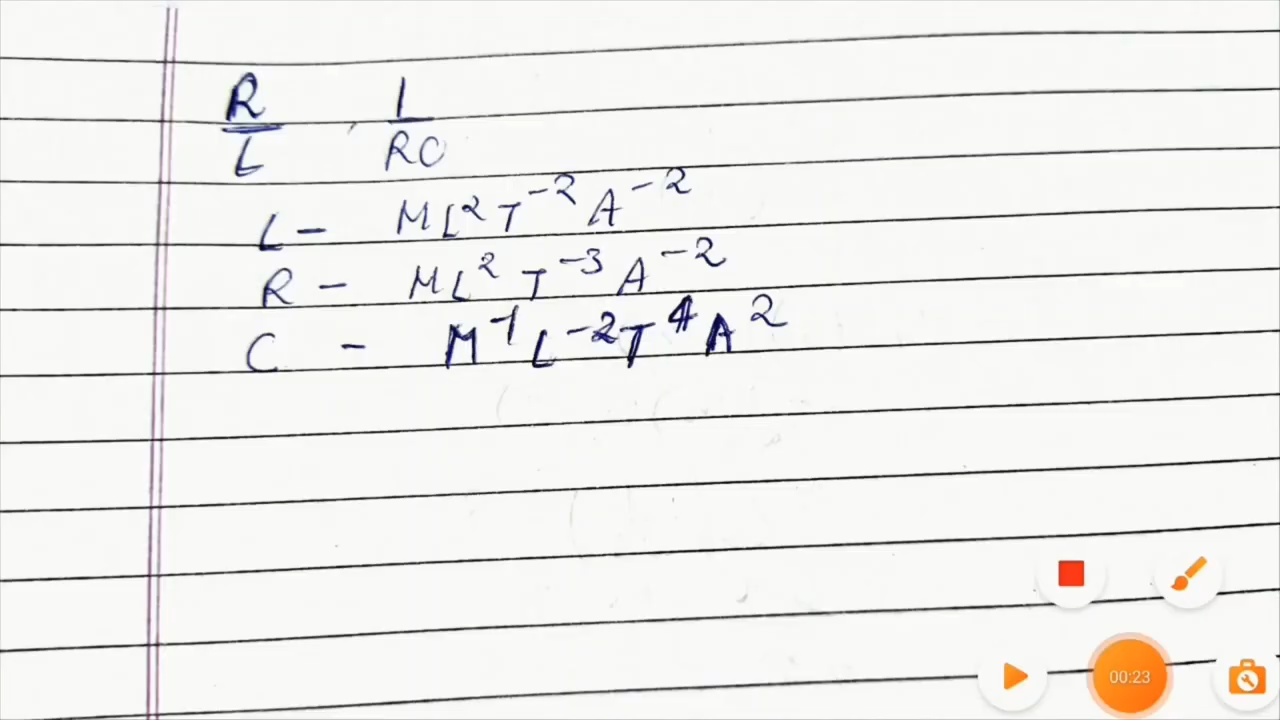 R/L , 1/RC
L - ML²T⁻²A⁻²
R - ML²T⁻³A⁻²
C - M⁻¹L⁻²T⁴A²
00:23